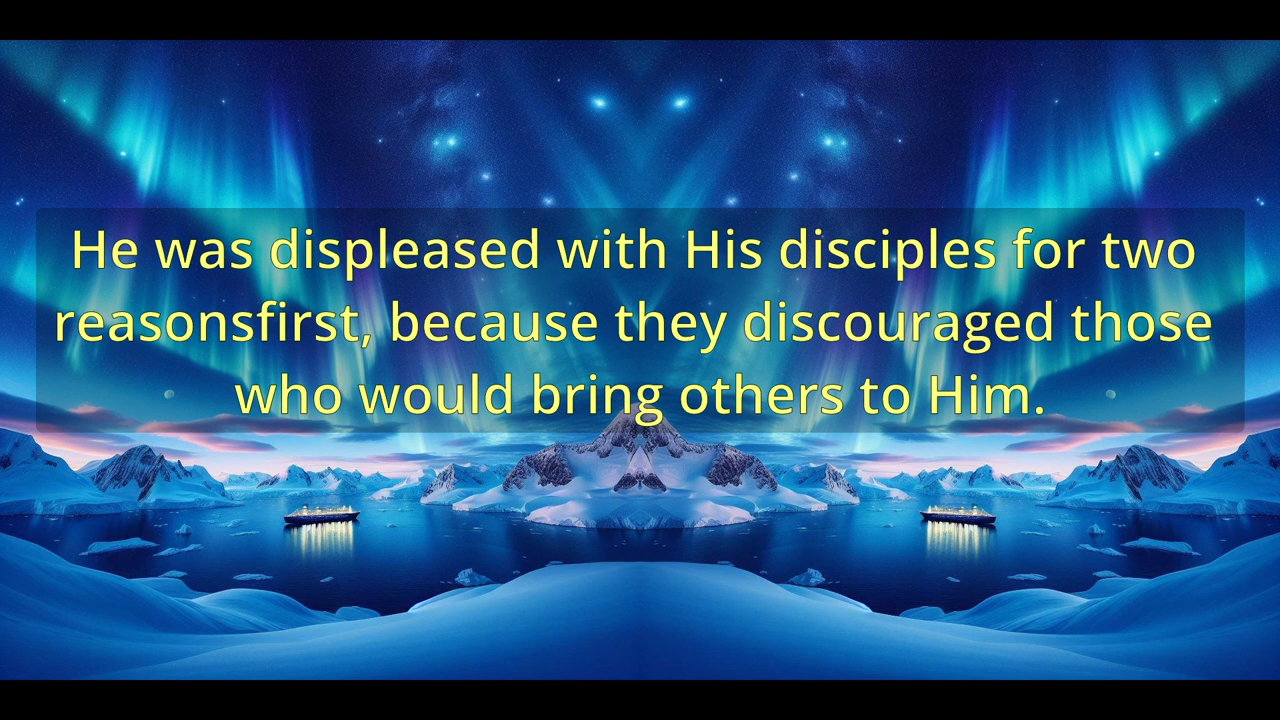 He was displeased with His disciples for two
reasonsfirst, because they discouraged those
who would bring others to Him.